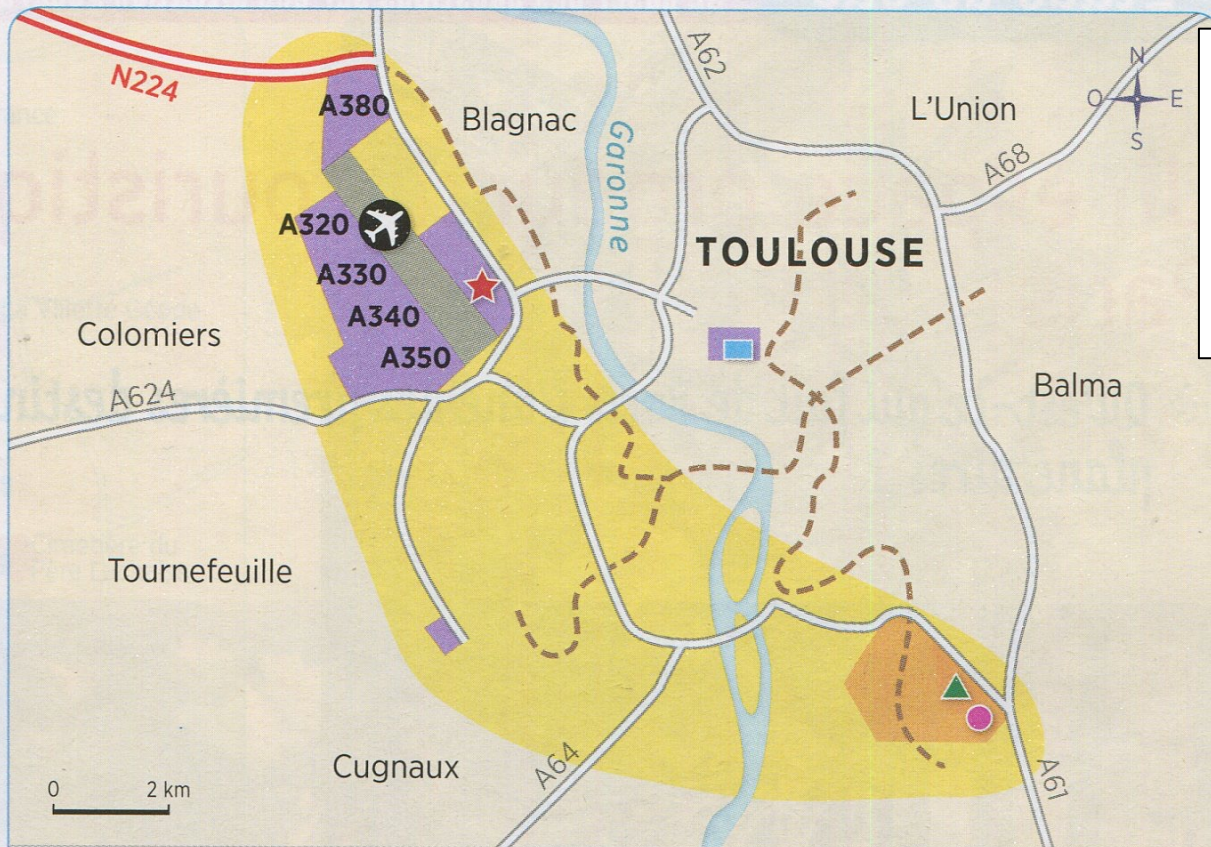 N224
A380
Blagnac
Garonne
A62
L'Union
N
O
E
S
A68
A320
TOULOUSE
A330
Colomiers
A340
A350
A624
Balma
Tournefeuille
Cugnaux
A64
A61
0 2 km